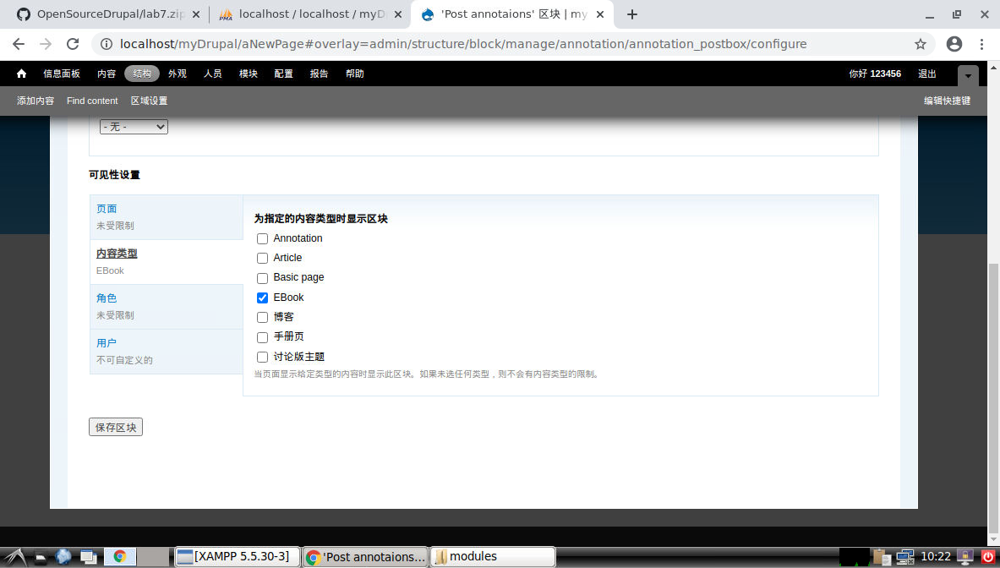 OpenSourceDrupal/lab7.zip
PMA
localhost / localhost / myD
'Post annotaions' 区块 | my
localhost/myDrupal/aNewPage#overlay=admin/structure/block/manage/annotation/annotation_postbox/configure
信息面板 内容 结构 外观 人员 模块 配置 报告 帮助 你好 123456 退出
添加内容 Find content 区域设置 编辑快捷键
- 无 -
可见性设置
页面
未受限制
内容类型
EBook
角色
未受限制
用户
不可自定义的
为指定的内容类型时显示区块
Annotation
Article
Basic page
EBook
博客
手册页
讨论版主题
当页面显示给定类型的内容时显示此区块。如果未选任何类型，则不会有内容类型的限制。
保存区块
[XAMPP 5.5.30-3] 'Post annotaions... modules 10:22